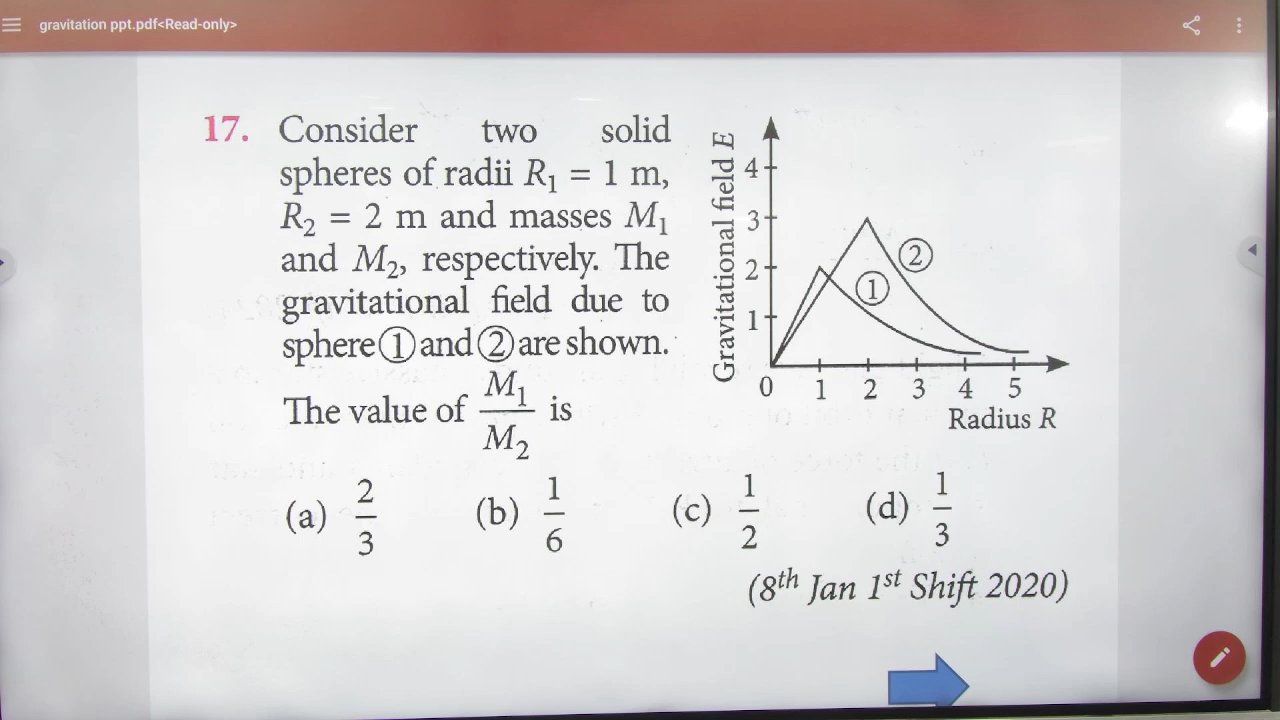 gravitation ppt.pdf<Read-only>
17. Consider two solid
spheres of radii R₁ = 1 m,
R₂ = 2 m and masses M₁
and M₂, respectively. The
gravitational field due to
sphere ① and ② are shown.
The value of M₁/M₂ is
Gravitational field E
4
3
2
1
②
①
0 1 2 3 4 5
Radius R
(a) 2/3 (b) 1/6 (c) 1/2 (d) 1/3
(8th Jan 1st Shift 2020)